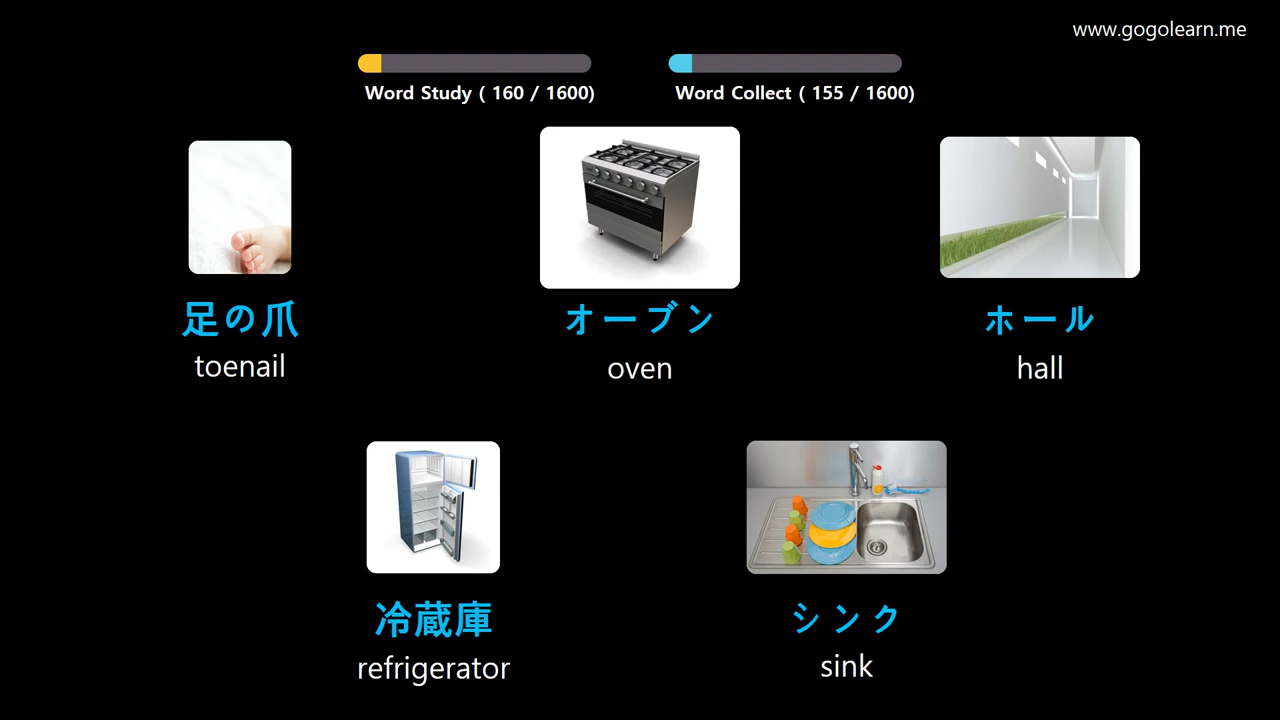 www.gogolearn.me
Word Study ( 160 / 1600)
Word Collect ( 155 / 1600)
足の爪
toenail
オーブン
oven
ホール
hall
冷蔵庫
refrigerator
シンク
sink